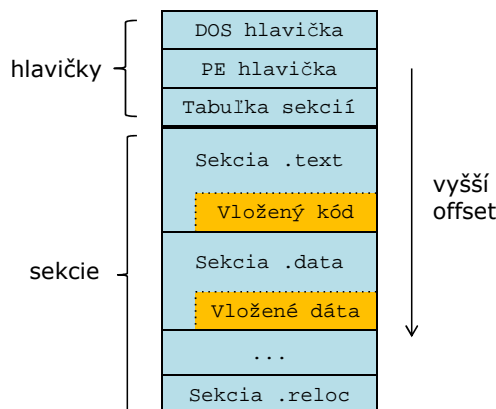 hlavičky
DOS hlavička
PE hlavička
Tabuľka sekcií
sekcie
Sekcia .text
Vložený kód
Sekcia .data
Vložené dáta
...
Sekcia .reloc
vyšší
offset